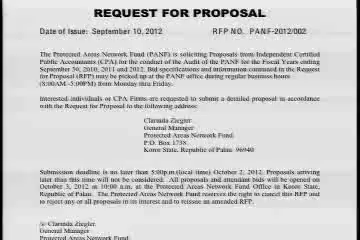 REQUEST FOR PROPOSAL
Date of Issue: September 10, 2012 RFP NO. PANF-2012/002
The Protected Areas Network Fund (PANF) is soliciting Proposals from Independent Certified
Public Accountants (CPA) for the conduct of the Audit of the PANF for the Fiscal Years ending
September 30, 2010, 2011 and 2012. Bid specifications and information contained in the Request
for Proposal (RFP) may be picked up at the PANF office during regular business hours
(8:00AM -5:00PM) from Monday thru Friday.
Interested individuals or CPA Firms are requested to submit a detailed proposal in accordance
with the Request for Proposal to the following address:
Clarinda Ziegler
General Manager
Protected Areas Network Fund
P.O. Box 1738
Koror State, Republic of Palau 96940
Submission deadline is no later than 5:00p.m.(local time) October 2, 2012. Proposals arriving
later than this time will not be considered. All proposals and attendant bids will be opened on
October 3, 2012 at 10:00 a.m. at the Protected Areas Network Fund Office in Koror State,
Republic of Palau. The Protected Areas Network Fund reserves the right to cancel this RFP and
to reject any or all proposals in its interest and to reissue an amended RFP.
Clarinda Ziegler
General Manager
Protected Areas Network Fund